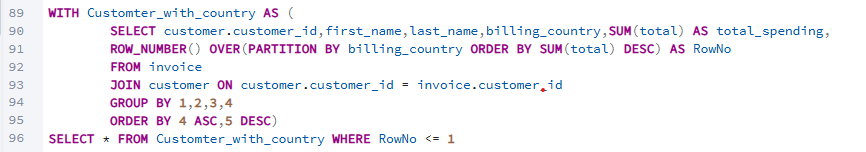 89 WITH Customter_with_country AS (
90 SELECT customer.customer_id,first_name,last_name,billing_country,SUM(total) AS total_spending,
91 ROW_NUMBER() OVER(PARTITION BY billing_country ORDER BY SUM(total) DESC) AS RowNo
92 FROM invoice
93 JOIN customer ON customer.customer_id = invoice.customer_id
94 GROUP BY 1,2,3,4
95 ORDER BY 4 ASC,5 DESC)
96 SELECT * FROM Customter_with_country WHERE RowNo <= 1